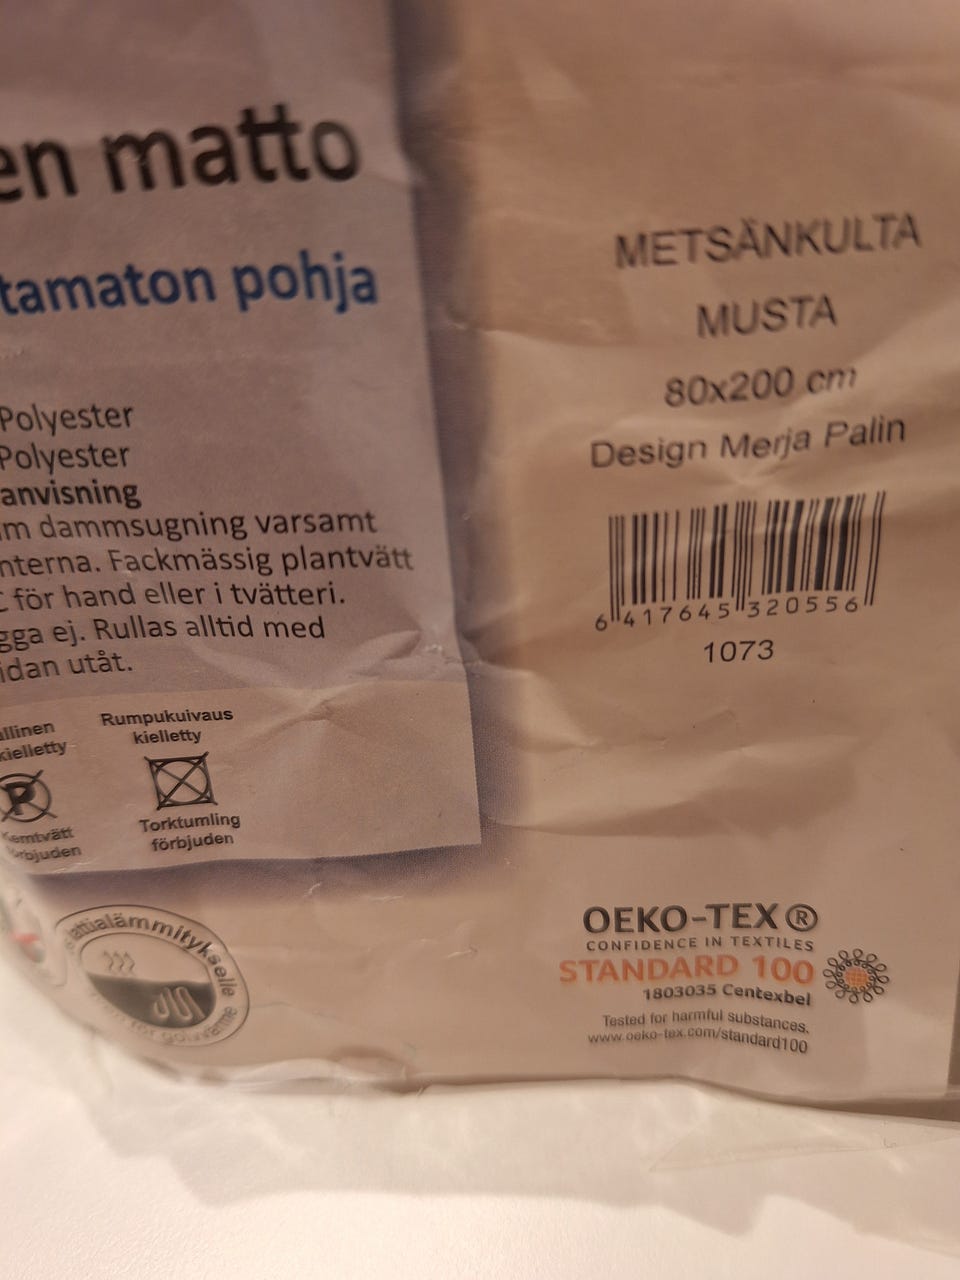 en matto
tamaton pohja
Polyester
Polyester
anvisning
m dammsugning varsamt
nterna. Fackmässig plantvätt
C för hand eller i tvätteri.
gga ej. Rullas alltid med
idan utåt.
allinen
kielletty
Rumpukuivaus
kielletty
P
Kemtvätt
förbjuden
Torktumling
förbjuden
attialämmitykselle
för golvvärme
METSÄNKULTA
MUSTA
80x200 cm
Design Merja Palin
6 417645 320556
1073
OEKO-TEX®
CONFIDENCE IN TEXTILES
STANDARD 100
1803035 Centexbel
Tested for harmful substances.
www.oeko-tex.com/standard100